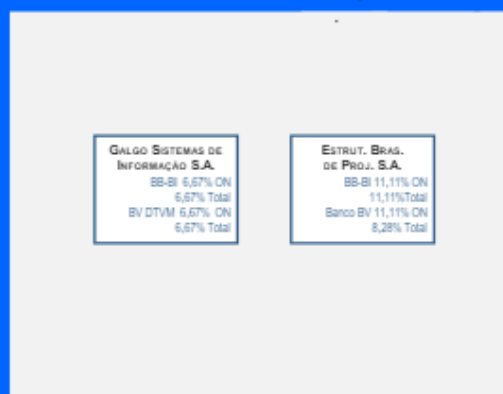 GALGO SISTEMAS DE
INFORMAÇÃO S.A.
BB-BI 6,67% ON
6,67% Total
BV DTVM 6,67% ON
6,67% Total
ESTRUT. BRAS.
DE PROJ. S.A.
BB-BI 11,11% ON
11,11%Total
Banco BV 11,11% ON
8,28% Total